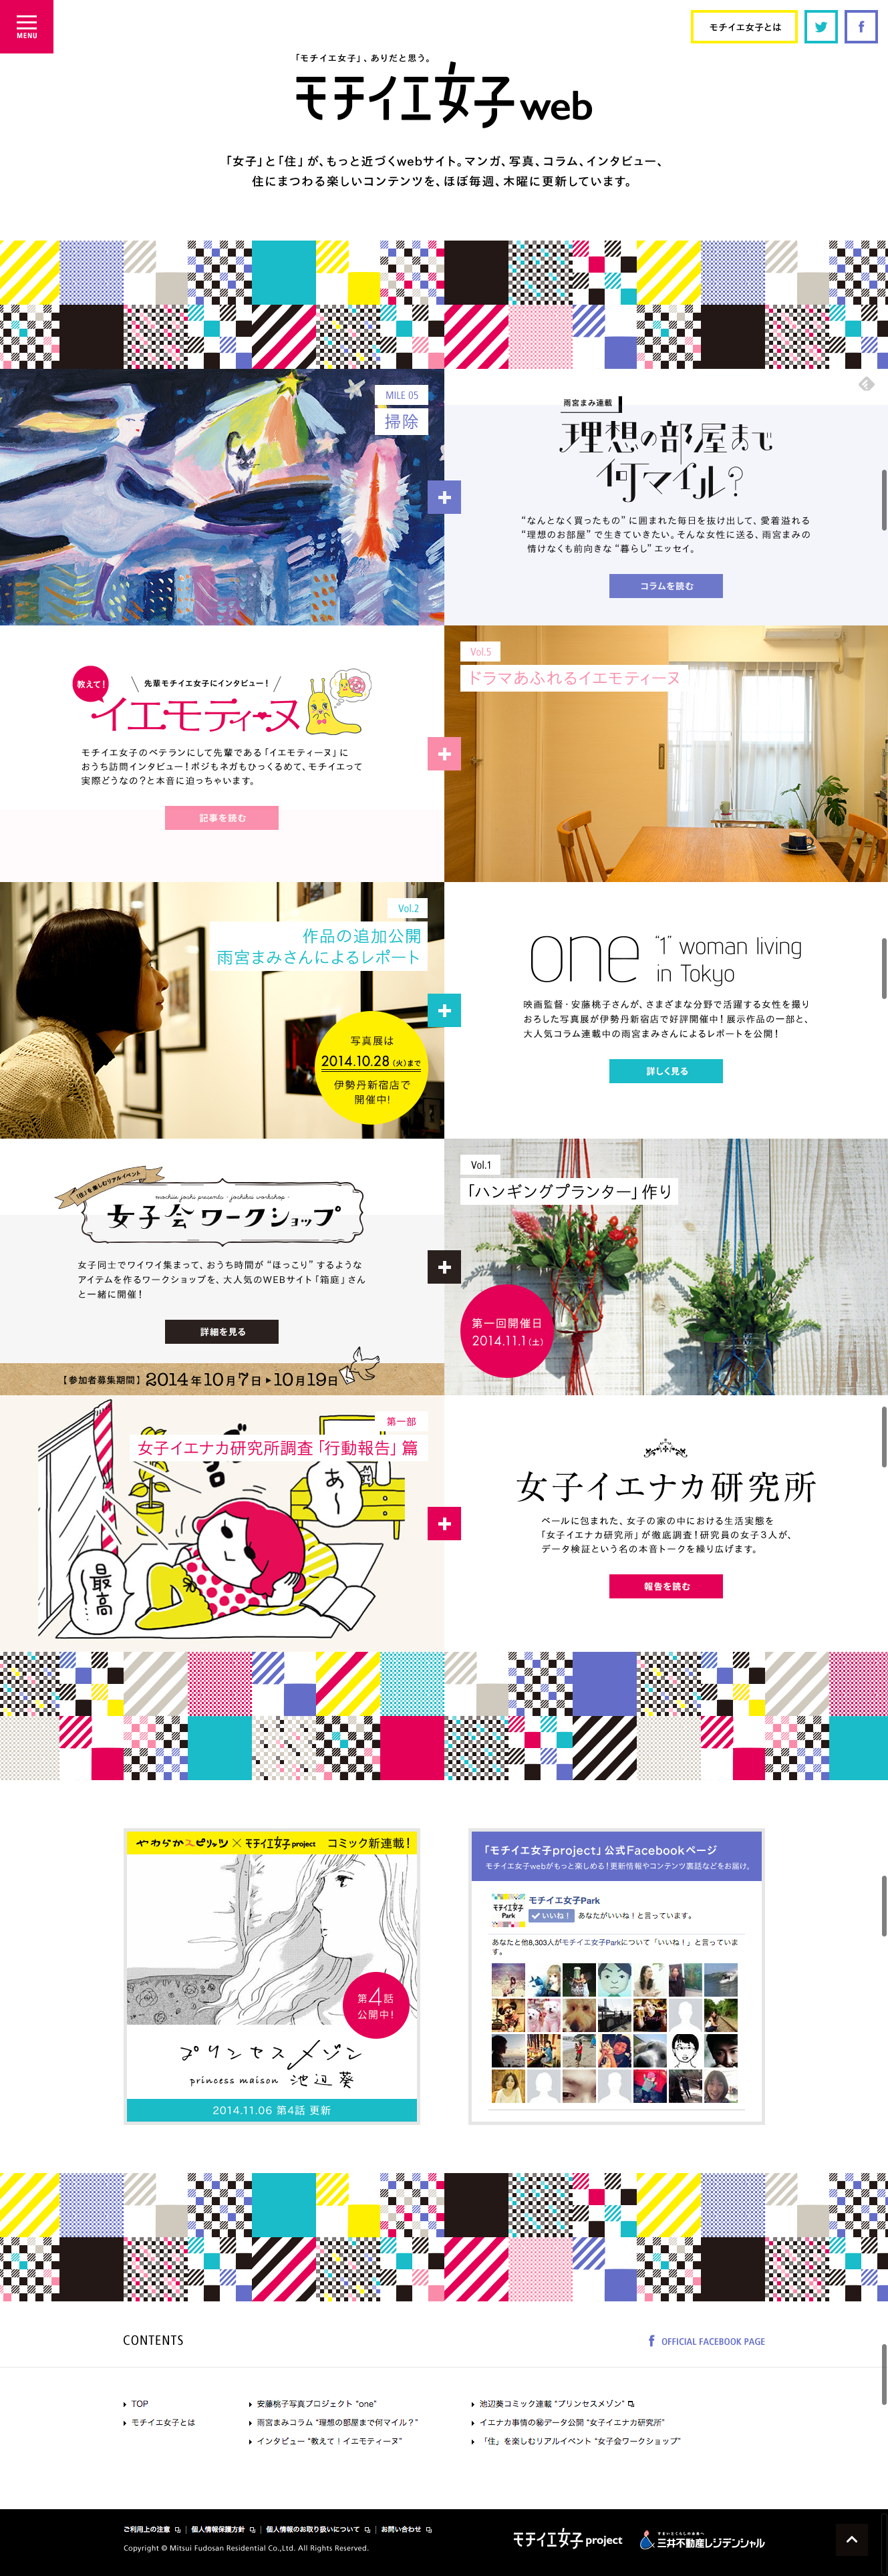 MENU
モチイエ女子とは
「モチイエ女子」、ありだと思う。
モチイエ女子web
「女子」と「住」が、もっと近づくwebサイト。マンガ、写真、コラム、インタビュー、
住にまつわる楽しいコンテンツを、ほぼ毎週、木曜に更新しています。
MILE 05
掃除
雨宮まみ連載
理想の部屋まで
何マイル?
“なんとなく買ったもの”に囲まれた毎日を抜け出して、愛着溢れる
“理想のお部屋”で生きていきたい。そんな女性に送る、雨宮まみの
情けなくも前向きな“暮らし”エッセイ。
コラムを読む
教えて!
先輩モチイエ女子にインタビュー!
イエモティーヌ
モチイエ女子のベテランにして先輩である「イエモティーヌ」に
おうち訪問インタビュー!ポジもネガもひっくるめて、モチイエって
実際どうなの?と本音に迫っちゃいます。
記事を読む
Vol.5
ドラマあふれるイエモティーヌ
Vol.2
作品の追加公開
雨宮まみさんによるレポート
写真展は
2014.10.28(火)まで
伊勢丹新宿店で
開催中!
one “1” woman living
in Tokyo
映画監督・安藤桃子さんが、さまざまな分野で活躍する女性を撮り
おろした写真展が伊勢丹新宿店で好評開催中!展示作品の一部と、
大人気コラム連載中の雨宮まみさんによるレポートを公開!
詳しく見る
「住」を楽しむリアルイベント
mochiie joshi presents - joshikai workshop -
女子会ワークショップ
女子同士でワイワイ集まって、おうち時間が“ほっこり”するような
アイテムを作るワークショップを、大人気のWEBサイト「箱庭」さん
と一緒に開催!
詳細を見る
【参加者募集期間】2014年10月7日▶10月19日
Vol.1
「ハンギングプランター」作り
第一回開催日
2014.11.1(土)
第一部
女子イエナカ研究所調査「行動報告」篇
あ〜
最高
女子イエナカ研究所
ベールに包まれた、女子の家の中における生活実態を
「女子イエナカ研究所」が徹底調査!研究員の女子3人が、
データ検証という名の本音トークを繰り広げます。
報告を読む
やわらかスピリッツ×モチイエ女子project コミック新連載!
第4話
公開中!
プリンセスメゾン
princess maison 池辺葵
2014.11.06 第4話 更新
「モチイエ女子project」公式Facebookページ
モチイエ女子webがもっと楽しめる!更新情報やコンテンツ裏話などをお届け。
モチイエ女子
Park
モチイエ女子Park
いいね! あなたがいいね!と言っています。
あなたと他8,303人がモチイエ女子Parkについて「いいね!」と言っていま
す。
CONTENTS
OFFICIAL FACEBOOK PAGE
TOP
モチイエ女子とは
安藤桃子写真プロジェクト “one”
雨宮まみコラム “理想の部屋まで何マイル?”
インタビュー “教えて!イエモティーヌ”
池辺葵コミック連載 “プリンセスメゾン”
イエナカ事情の㊙データ公開 “女子イエナカ研究所”
「住」を楽しむリアルイベント “女子会ワークショップ”
ご利用上の注意 | 個人情報保護方針 | 個人情報のお取り扱いについて | お問い合わせ
Copyright © Mitsui Fudosan Residential Co.,Ltd. All Rights Reserved.
モチイエ女子project
すまいとくらしの未来へ
三井不動産レジデンシャル